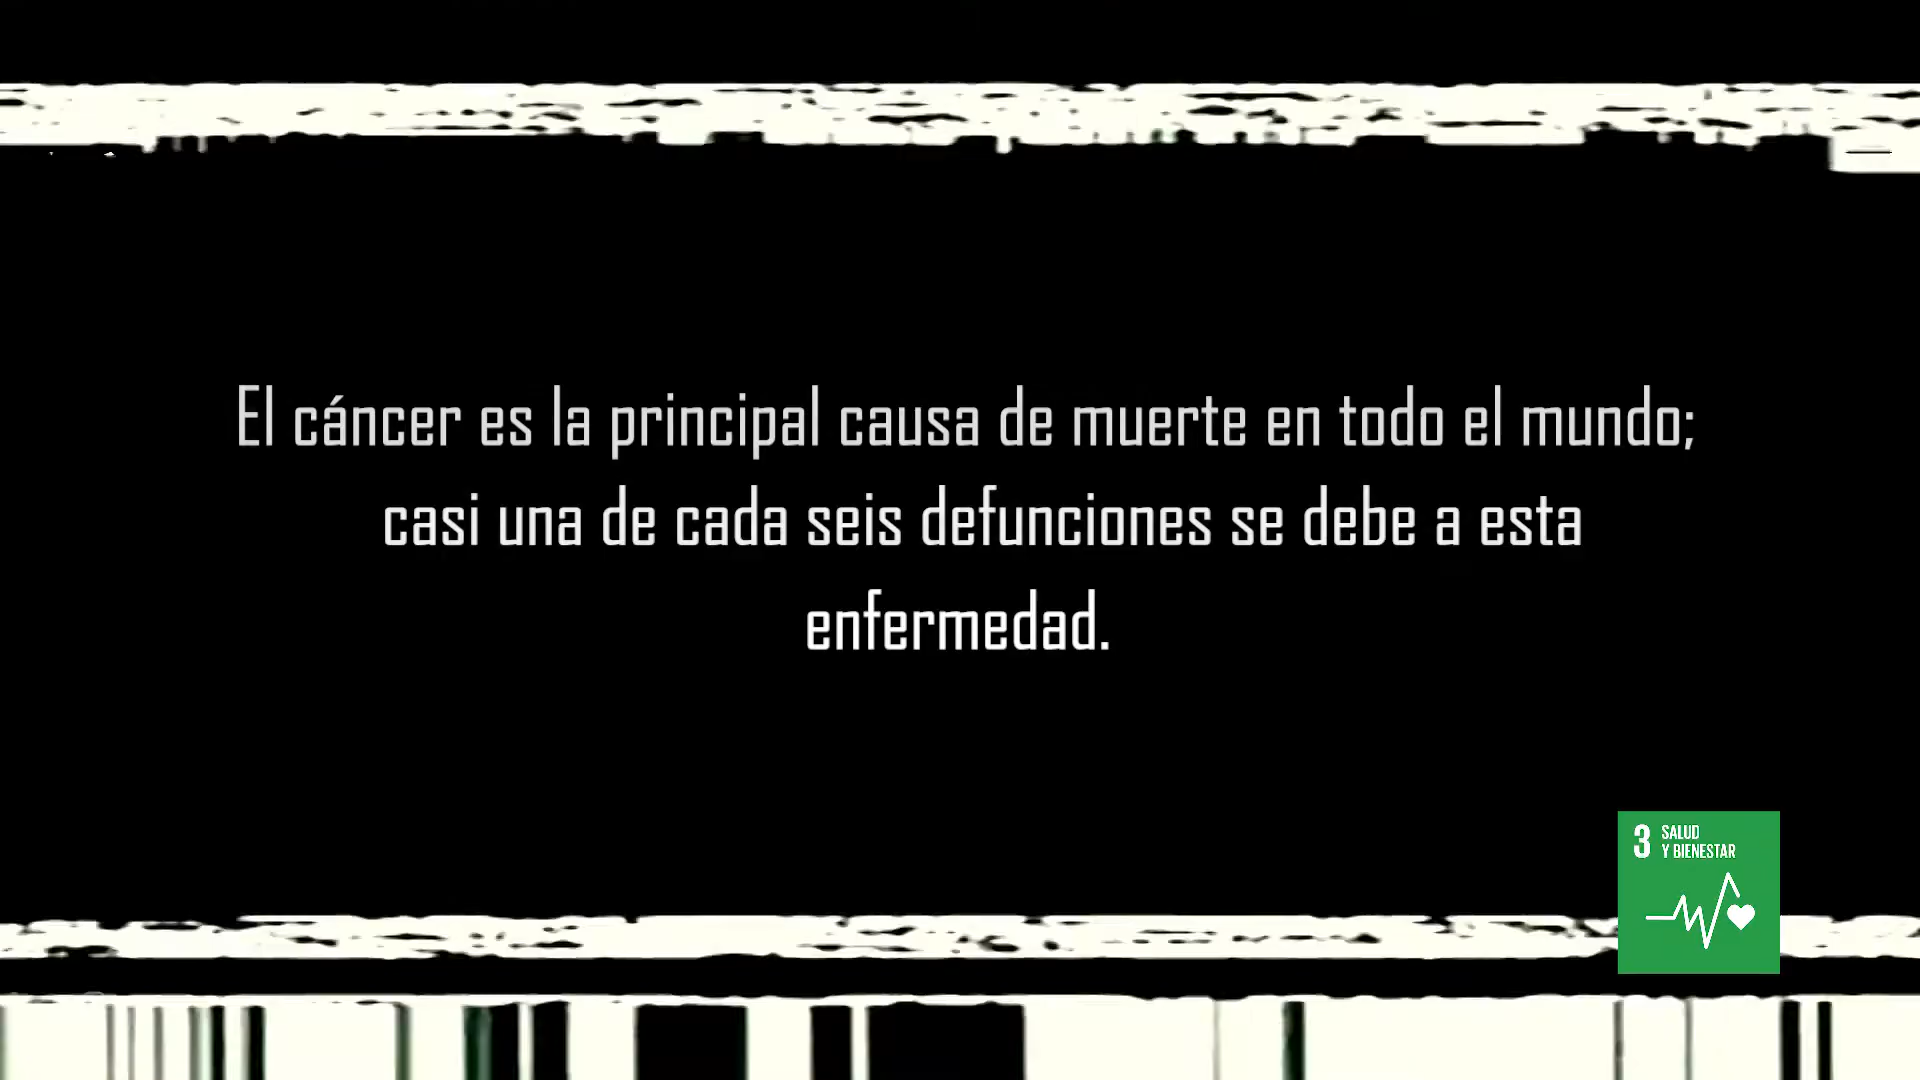 El cáncer es la principal causa de muerte en todo el mundo;
casi una de cada seis defunciones se debe a esta
enfermedad.
3 SALUD
Y BIENESTAR